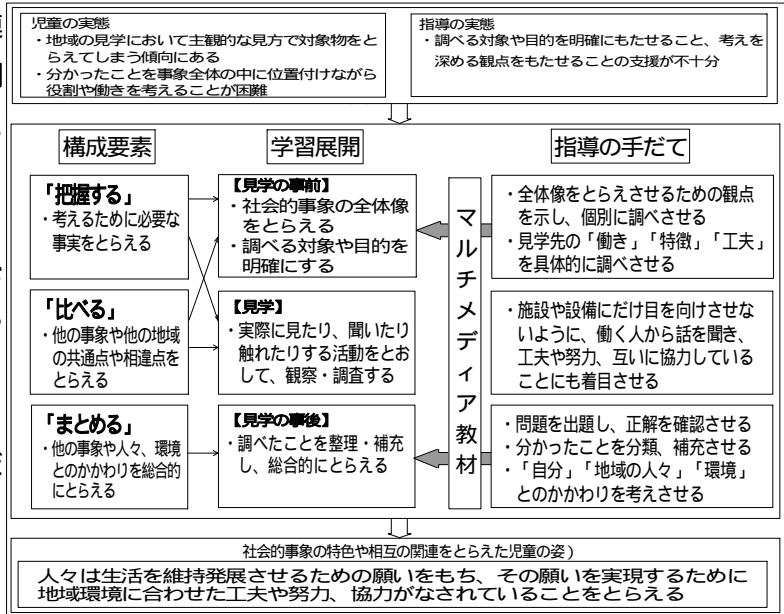 児童の実態
・地域の見学において主観的な見方で対象物をと
らえてしまう傾向にある
・分かったことを事象全体の中に位置付けながら
役割や働きを考えることが困難
指導の実態
・調べる対象や目的を明確にもたせること、考えを
深める観点をもたせることの支援が不十分
構成要素
学習展開
指導の手だて
「把握する」
・考えるために必要な
事実をとらえる
「比べる」
・他の事象や他の地域
の共通点や相違点を
とらえる
「まとめる」
・他の事象や人々、環境
とのかかわりを総合的
にとらえる
【見学の事前】
・社会的事象の全体像
をとらえる
・調べる対象や目的を
明確にする
【見学】
・実際に見たり、聞いたり
触れたりする活動をとお
して、観察・調査する
【見学の事後】
・調べたことを整理・補充
し、総合的にとらえる
マルチメディア教材
・全体像をとらえさせるための観点
を示し、個別に調べさせる
・見学先の「働き」「特徴」「工夫」
を具体的に調べさせる
・施設や設備にだけ目を向けさせな
いように、働く人から話を聞き、
工夫や努力、互いに協力している
ことにも着目させる
・問題を出題し、正解を確認させる
・分かったことを分類、補充させる
・「自分」「地域の人々」「環境」
とのかかわりを考えさせる
社会的事象の特色や相互の関連をとらえた児童の姿)
人々は生活を維持発展させるための願いをもち、その願いを実現するために
地域環境に合わせた工夫や努力、協力がなされていることをとらえる